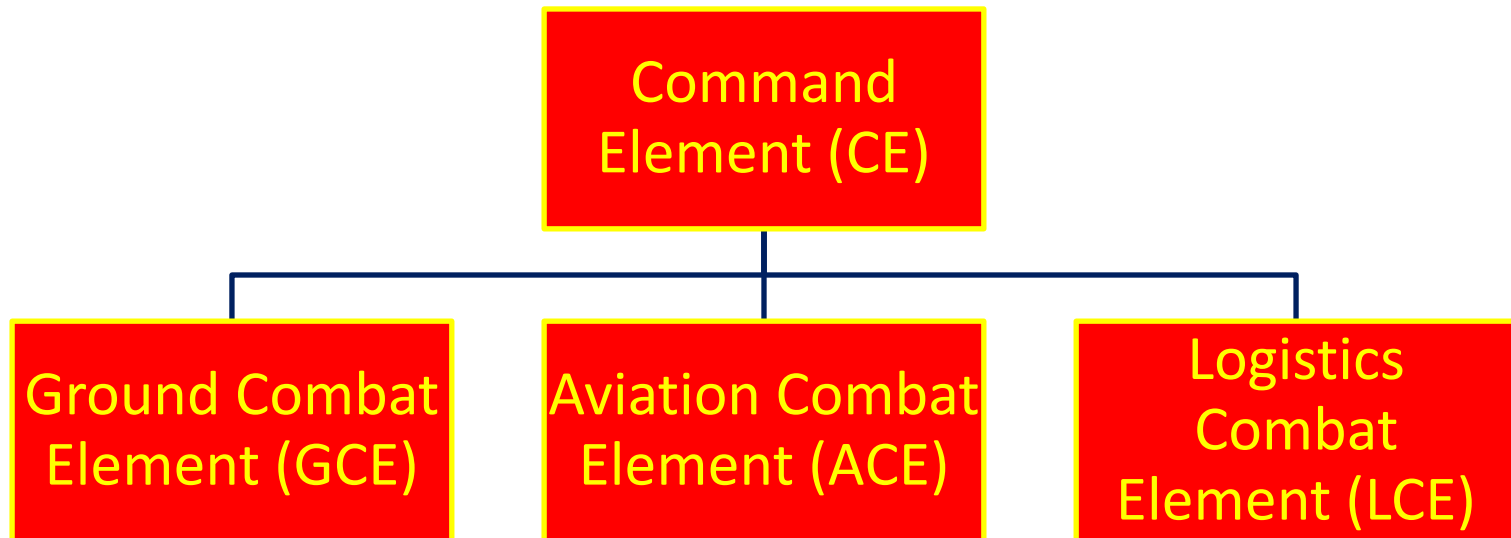 Command
Element (CE)
Ground Combat
Element (GCE)
Aviation Combat
Element (ACE)
Logistics
Combat
Element (LCE)